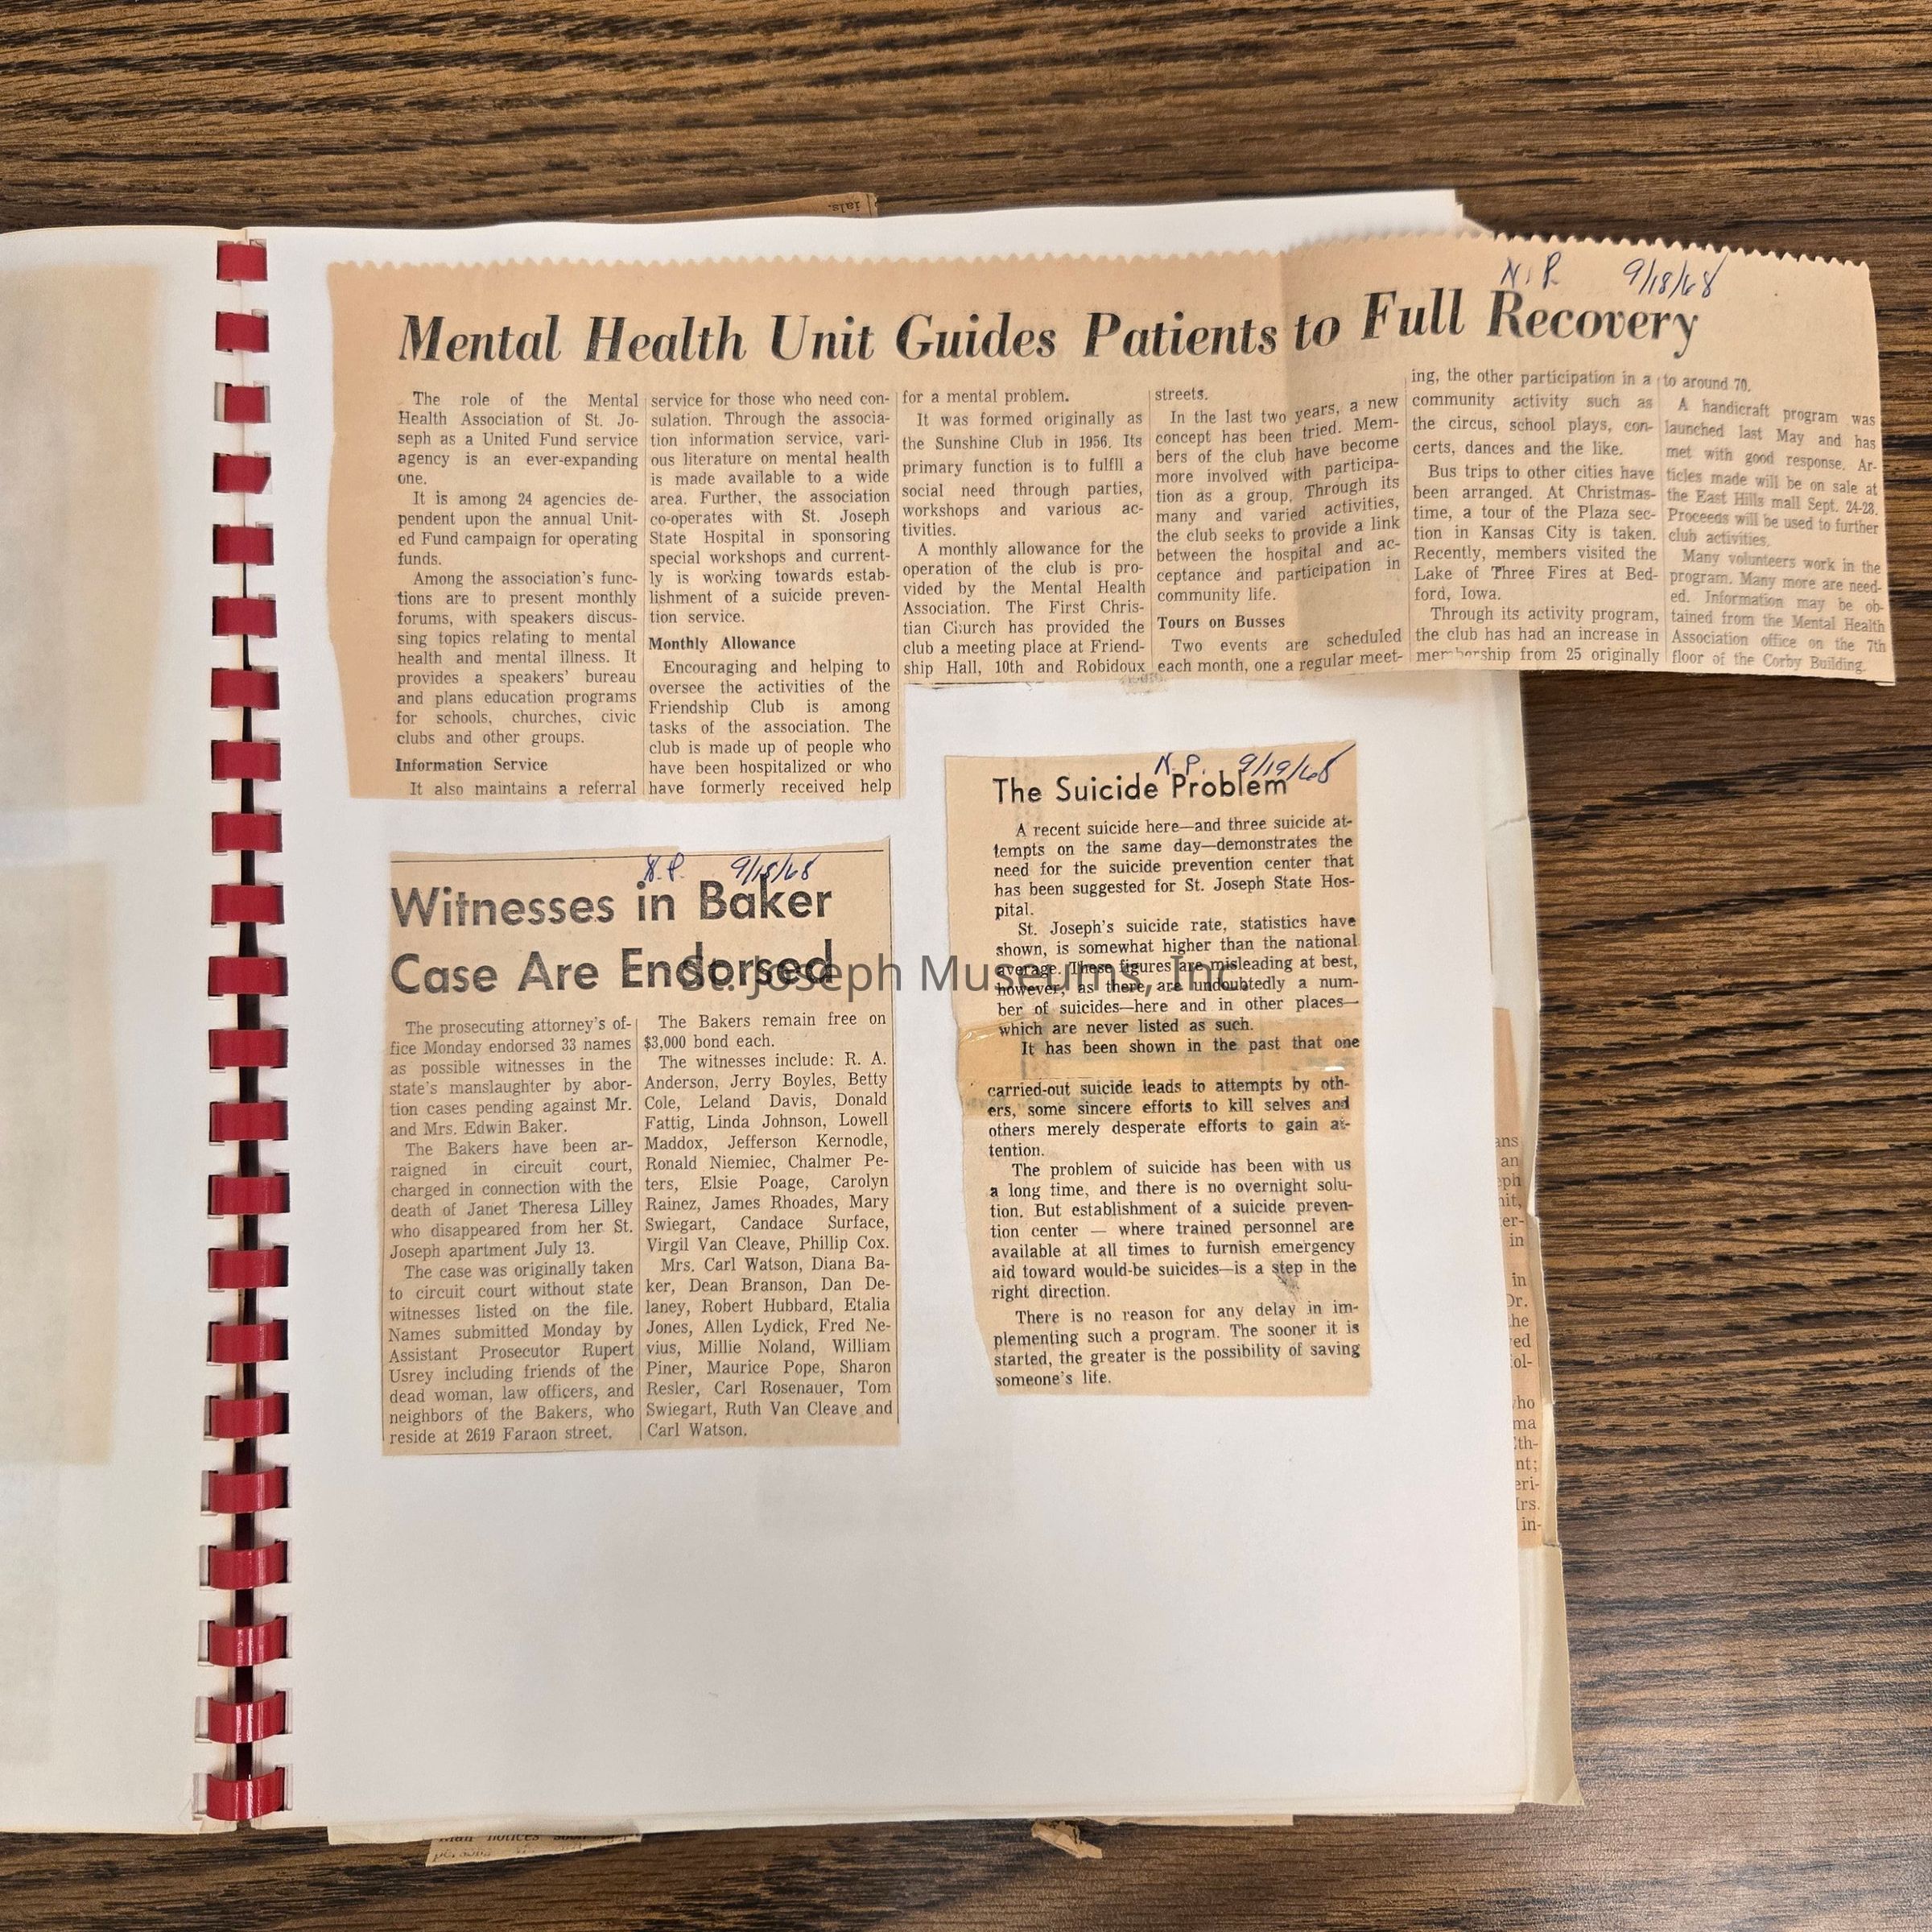 ials.
N.P. 9/18/68
Mental Health Unit Guides Patients to Full Recovery
The role of the Mental
Health Association of St. Jo-
seph as a United Fund service
agency is an ever-expanding
one.
It is among 24 agencies de-
pendent upon the annual Unit-
ed Fund campaign for operating
funds.
Among the association's func-
tions are to present monthly
forums, with speakers discus-
sing topics relating to mental
health and mental illness. It
provides a speakers' bureau
and plans education programs
for schools, churches, civic
clubs and other groups.
Information Service
It also maintains a referral
service for those who need con-
sulation. Through the associa-
tion information service, vari-
ous literature on mental health
is made available to a wide
area. Further, the association
co-operates with St. Joseph
State Hospital in sponsoring
special workshops and current-
ly is working towards estab-
lishment of a suicide preven-
tion service.
Monthly Allowance
Encouraging and helping to
oversee the activities of the
Friendship Club is among
tasks of the association. The
club is made up of people who
have been hospitalized or who
have formerly received help
for a mental problem.
It was formed originally as
the Sunshine Club in 1956. Its
primary function is to fulfll a
social need through parties,
workshops and various ac-
tivities.
A monthly allowance for the
operation of the club is pro-
vided by the Mental Health
Association. The First Chris-
tian Church has provided the
club a meeting place at Friend-
ship Hall, 10th and Robidoux
streets.
In the last two years, a new
concept has been tried. Mem-
bers of the club have become
more involved with participa-
tion as a group. Through its
many and varied activities,
the club seeks to provide a link
between the hospital and ac-
ceptance and participation in
community life.
Tours on Busses
Two events are scheduled
each month, one a regular meet-
ing, the other participation in a
community activity such as
the circus, school plays, con-
certs, dances and the like.
Bus trips to other cities have
been arranged. At Christmas-
time, a tour of the Plaza sec-
tion in Kansas City is taken.
Recently, members visited the
Lake of Three Fires at Bed-
ford, Iowa.
Through its activity program,
the club has had an increase in
membership from 25 originally
to around 70.
A handicraft program was
launched last May and has
met with good response. Ar-
ticles made will be on sale at
the East Hills mall Sept. 24-28.
Proceeds will be used to further
club activities.
Many volunteers work in the
program. Many more are need-
ed. Information may be ob-
tained from the Mental Health
Association office on the 7th
floor of the Corby Building.
N.P. 9/18/68
Witnesses in Baker
Case Are Endorsed
The prosecuting attorney's of-
fice Monday endorsed 33 names
as possible witnesses in the
state's manslaughter by abor-
tion cases pending against Mr.
and Mrs. Edwin Baker.
The Bakers have been ar-
raigned in circuit court,
charged in connection with the
death of Janet Theresa Lilley
who disappeared from her St.
Joseph apartment July 13.
The case was originally taken
to circuit court without state
witnesses listed on the file.
Names submitted Monday by
Assistant Prosecutor Rupert
Usrey including friends of the
dead woman, law officers, and
neighbors of the Bakers, who
reside at 2619 Faraon street.
The Bakers remain free on
$3,000 bond each.
The witnesses include: R. A.
Anderson, Jerry Boyles, Betty
Cole, Leland Davis, Donald
Fattig, Linda Johnson, Lowell
Maddox, Jefferson Kernodle,
Ronald Niemiec, Chalmer Pe-
ters, Elsie Poage, Carolyn
Rainez, James Rhoades, Mary
Swiegart, Candace Surface,
Virgil Van Cleave, Phillip Cox.
Mrs. Carl Watson, Diana Ba-
ker, Dean Branson, Dan De-
laney, Robert Hubbard, Etalia
Jones, Allen Lydick, Fred Ne-
vius, Millie Noland, William
Piner, Maurice Pope, Sharon
Resler, Carl Rosenauer, Tom
Swiegart, Ruth Van Cleave and
Carl Watson.
N.P. 9/19/68
The Suicide Problem
A recent suicide here—and three suicide at-
tempts on the same day—demonstrates the
need for the suicide prevention center that
has been suggested for St. Joseph State Hos-
pital.
St. Joseph's suicide rate, statistics have
shown, is somewhat higher than the national
average. These figures are misleading at best,
however, as there are undoubtedly a num-
ber of suicides—here and in other places—
which are never listed as such.
It has been shown in the past that one
carried-out suicide leads to attempts by oth-
ers, some sincere efforts to kill selves and
others merely desperate efforts to gain at-
tention.
The problem of suicide has been with us
a long time, and there is no overnight solu-
tion. But establishment of a suicide preven-
tion center — where trained personnel are
available at all times to furnish emergency
aid toward would-be suicides—is a step in the
right direction.
There is no reason for any delay in im-
plementing such a program. The sooner it is
started, the greater is the possibility of saving
someone's life.
St. Joseph Museums, Inc.
ans
an
eph
nit,
ter-
in
in
Dr.
the
ed
ol-
who
ma
Eth-
nt;
eri-
Mrs.
in-